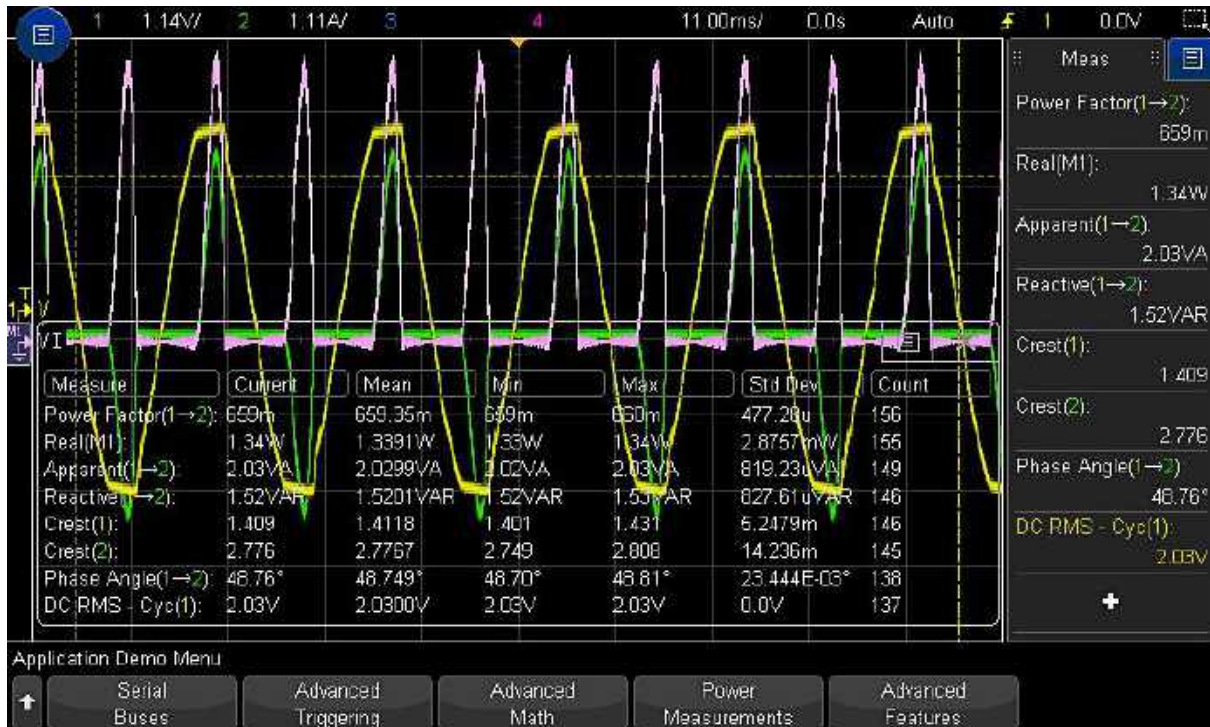 1 1.14V/ 2 1.11A/ 3 4 11.00ms/ 0.0s Auto 1 0.0V
Meas
Power Factor(1→2):
659m
Real(M1):
1.34W
Apparent(1→2):
2.03VA
Reactive(1→2):
1.52VAR
Crest(1):
1.409
Crest(2):
2.776
Phase Angle(1→2)
48.76°
DC RMS - Cyc(1):
2.03V
VI
Measure Current Mean Min Max Std Dev Count
Power Factor(1→2): 659m 659.35m 659m 660m 477.28u 156
Real(M1): 1.34W 1.3391W 1.33W 1.34W 2.8757mW 155
Apparent(1→2): 2.03VA 2.0299VA 2.02VA 2.03VA 819.23uVA 149
Reactive(1→2): 1.52VAR 1.5201VAR 1.52VAR 1.53VAR 827.61uVAR 146
Crest(1): 1.409 1.4118 1.401 1.431 5.2479m 146
Crest(2): 2.776 2.7767 2.749 2.808 14.236m 145
Phase Angle(1→2): 48.76° 48.749° 48.70° 48.81° 23.444E-03° 138
DC RMS - Cyc(1): 2.03V 2.0300V 2.03V 2.03V 0.0V 137
Application Demo Menu
Serial Buses
Advanced Triggering
Advanced Math
Power Measurements
Advanced Features